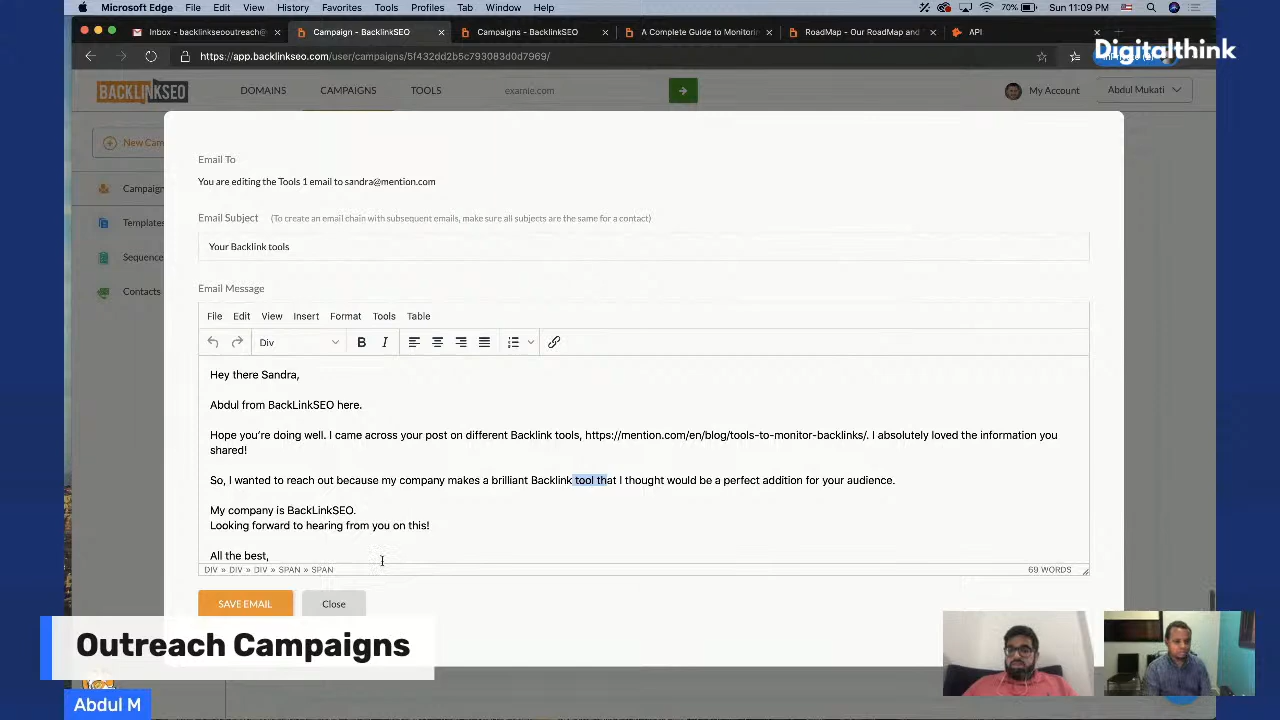 Microsoft Edge File Edit View History Favorites Tools Profiles Tab Window Help 70% Sun 11:09 PM
Inbox - backlinkseooutreach@ Campaign - BacklinkSEO Campaigns - BacklinkSEO A Complete Guide to Monitorin RoadMap - Our RoadMap and API
https://app.backlinkseo.com/user/campaigns/5f432dd2b5c793083d0d7969/
Digitalthink
BACKLINKSEO DOMAINS CAMPAIGNS TOOLS examle.com My Account Abdul Mukati
New Cam
Campaign
Templates
Sequence
Contacts
Email To
You are editing the Tools 1 email to sandra@mention.com
Email Subject (To create an email chain with subsequent emails, make sure all subjects are the same for a contact)
Your Backlink tools
Email Message
File Edit View Insert Format Tools Table
Div B I
Hey there Sandra,
Abdul from BackLinkSEO here.
Hope you're doing well. I came across your post on different Backlink tools, https://mention.com/en/blog/tools-to-monitor-backlinks/. I absolutely loved the information you
shared!
So, I wanted to reach out because my company makes a brilliant Backlink tool that I thought would be a perfect addition for your audience.
My company is BackLinkSEO.
Looking forward to hearing from you on this!
All the best,
DIV » DIV » DIV » SPAN » SPAN 69 WORDS
SAVE EMAIL Close
Outreach Campaigns
Abdul M